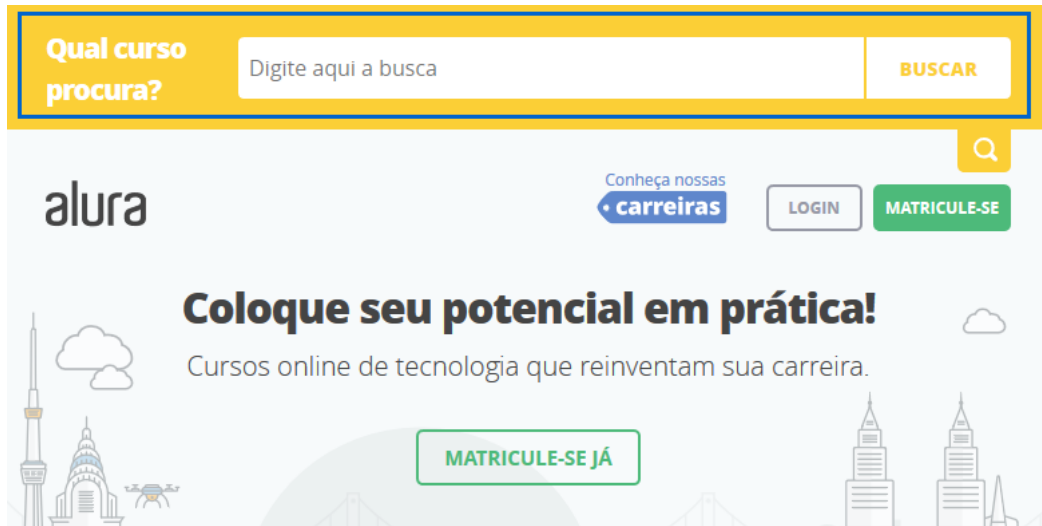 Qual curso
procura?
Digite aqui a busca
BUSCAR
alura
Conheça nossas
carreiras
LOGIN
MATRICULE-SE
Coloque seu potencial em prática!
Cursos online de tecnologia que reinventam sua carreira.
MATRICULE-SE JÁ